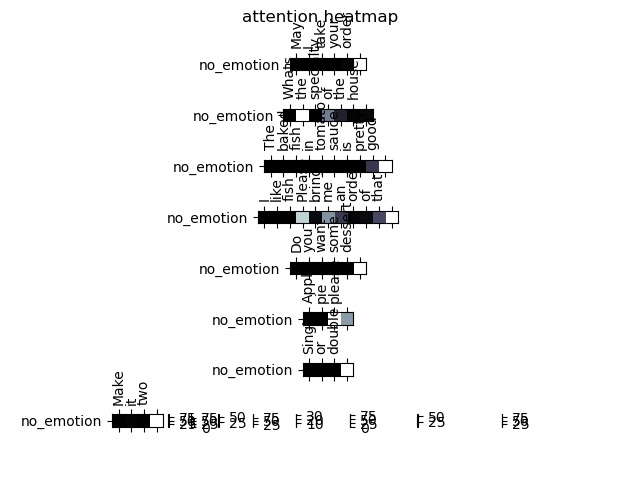 attention heatmap
May I take your order
no_emotion
Whats the of the house
no_emotion
The baked fish in tomato sauce is pretty good
no_emotion
I like fish Please bring me an order of that
no_emotion
Do you want some dessert
no_emotion
Apple pie please
no_emotion
Single or double
no_emotion
Make it two
no_emotion
75 75 50 75 30 75 50 75
25 25 25 25 10 25 25 25
0 0